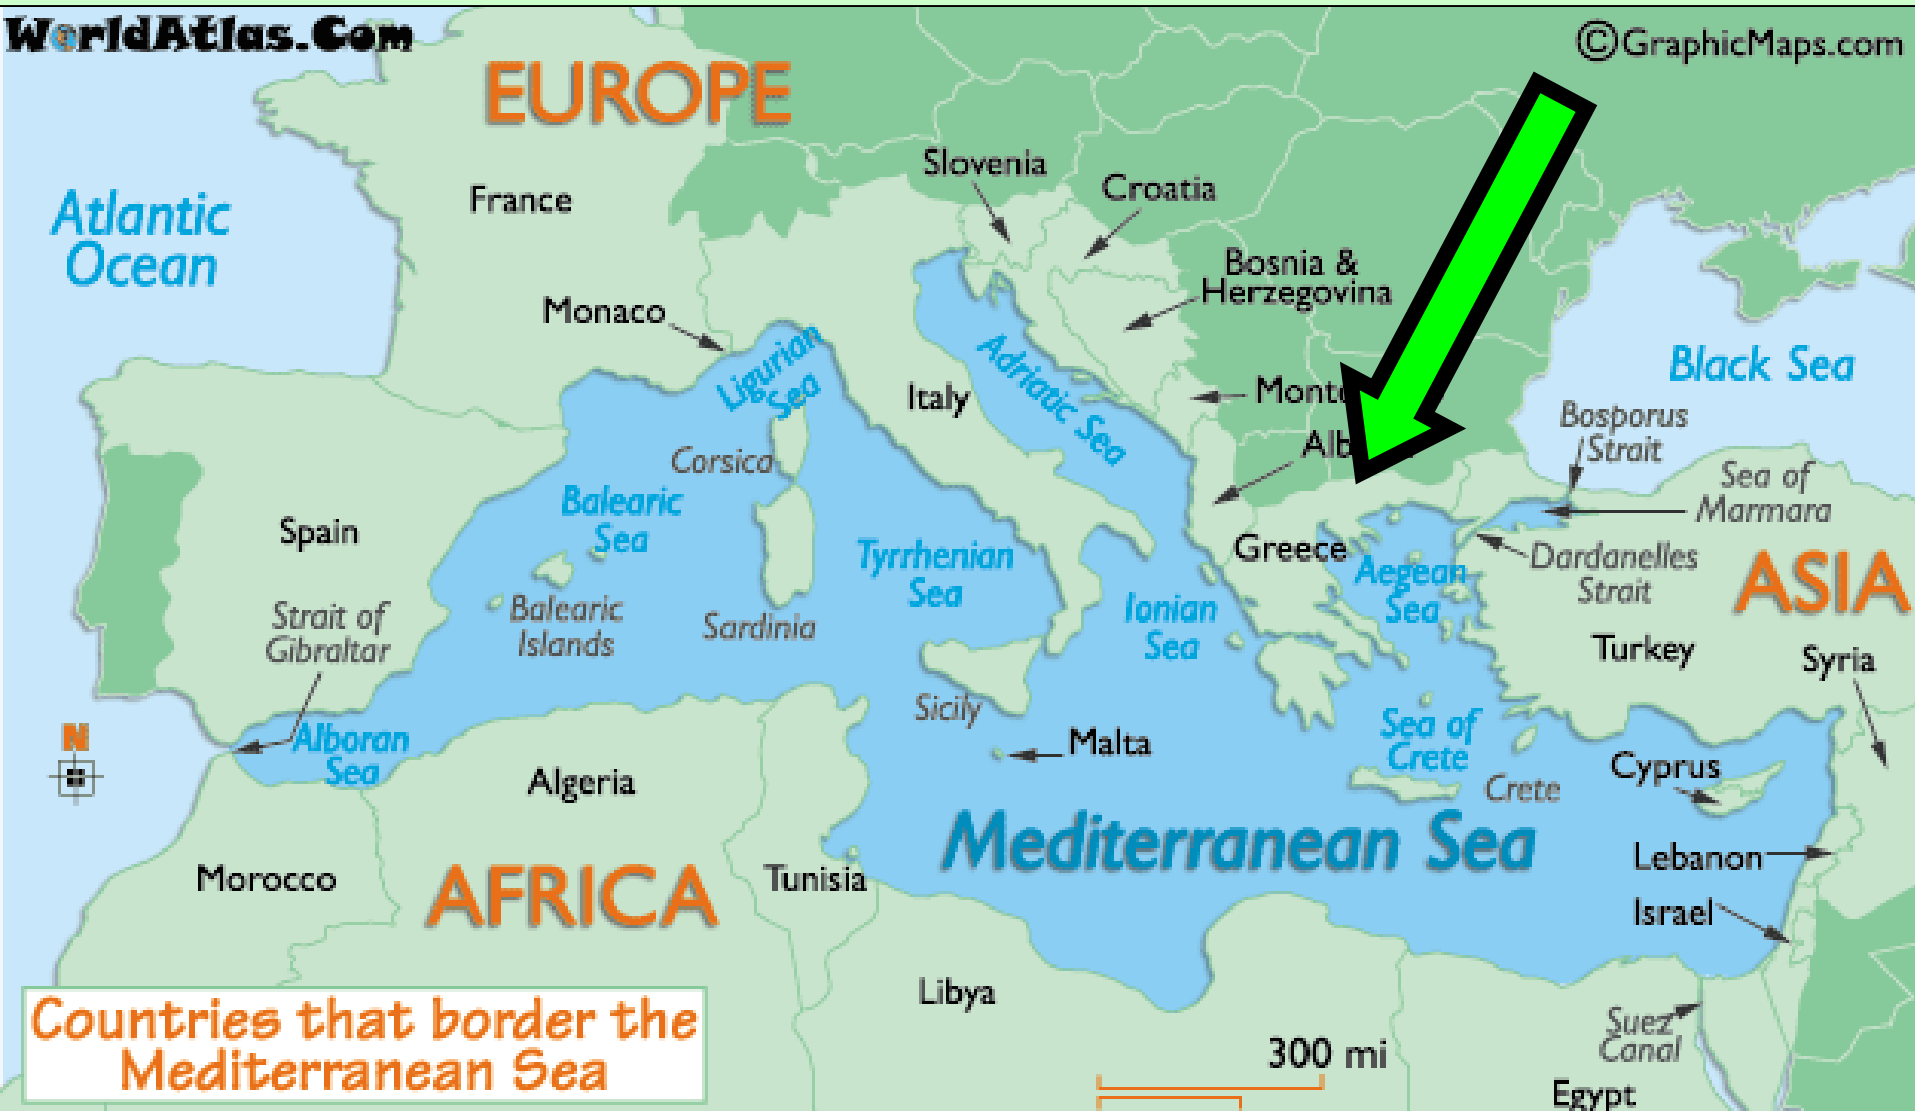 WorldAtlas.Com
©GraphicMaps.com
EUROPE
Slovenia
Croatia
France
Atlantic
Ocean
Bosnia &
Herzegovina
Monaco
Ligurian
Sea
Adriatic Sea
Italy
Black Sea
Bosporus
Strait
Corsica
Sea of
Marmara
Balearic
Sea
Spain
Tyrrhenian
Sea
Greece
Aegean
Sea
Dardanelles
Strait
ASIA
Strait of
Gibraltar
Balearic
Islands
Sardinia
Ionian
Sea
Turkey
Syria
Sicily
N
Alboran
Sea
Malta
Sea of
Crete
Crete
Cyprus
Algeria
Mediterranean Sea
Lebanon
Morocco
AFRICA
Tunisia
Israel
Libya
Suez
Canal
Countries that border the
Mediterranean Sea
300 mi
Egypt